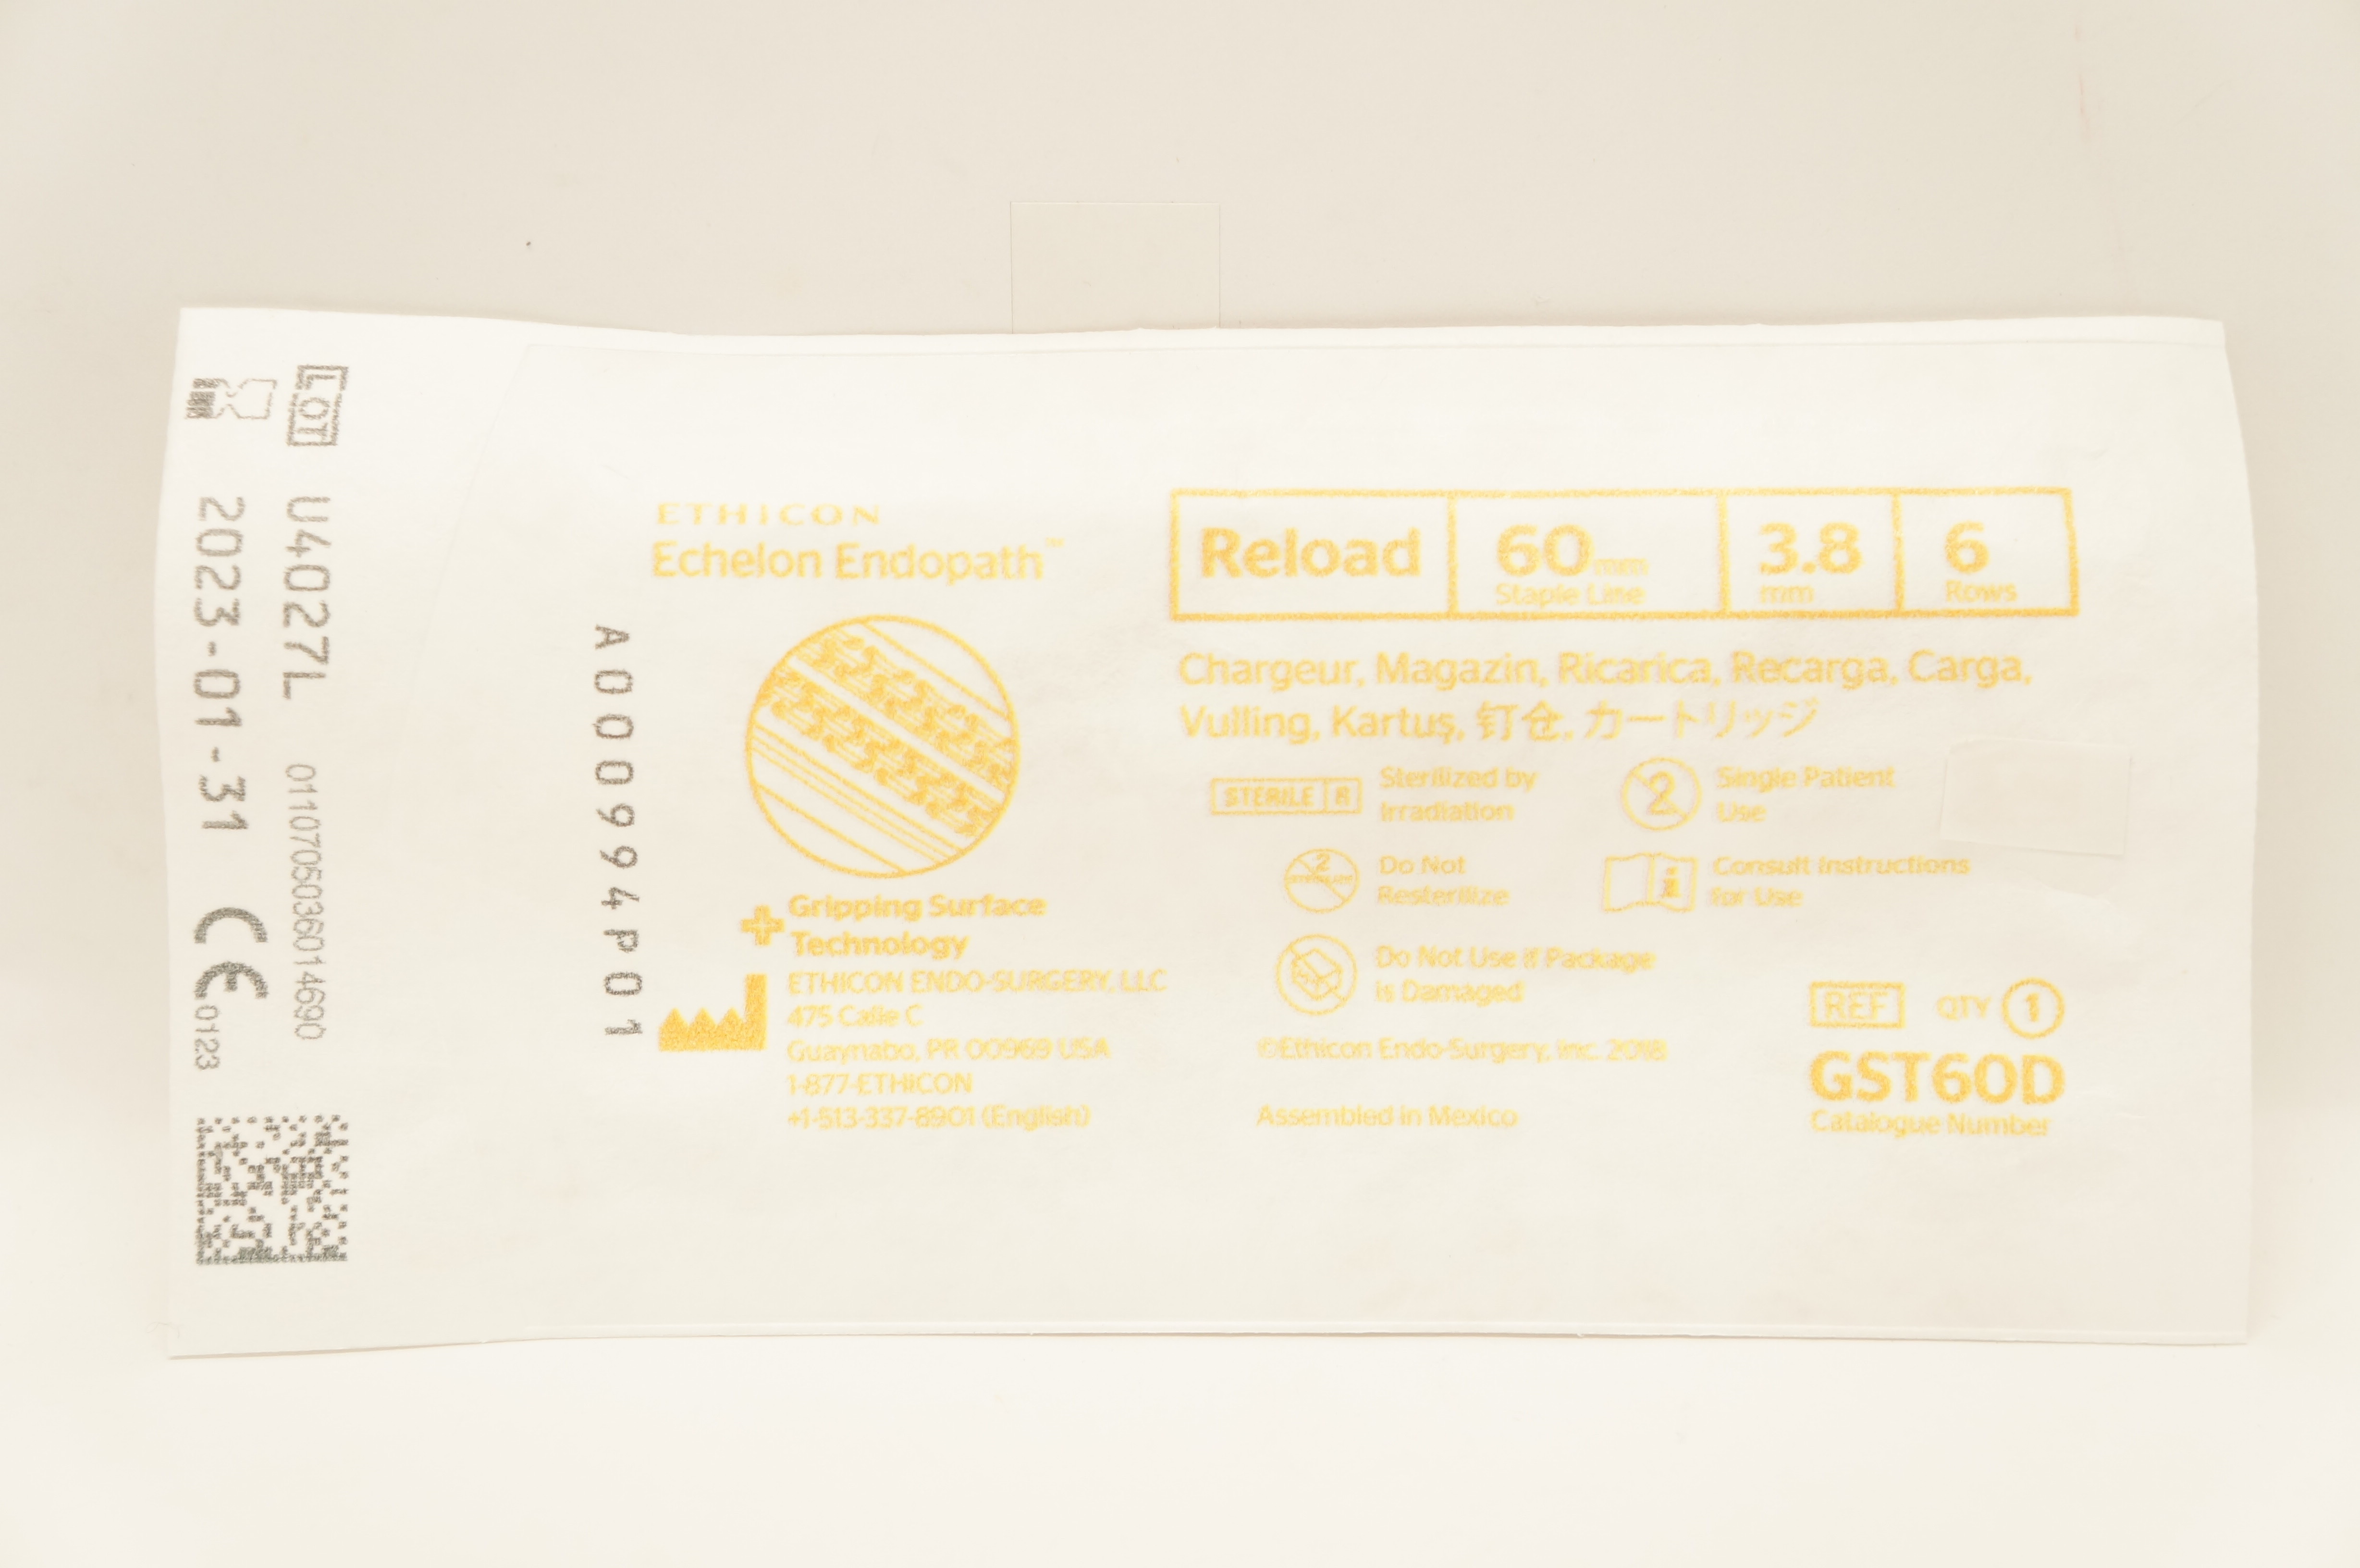 LOT U4027L 0110705036014690
2023-01-31 CE 0123
A000994P01
ETHICON
Echelon Endopath™
Gripping Surface
Technology
ETHICON ENDO-SURGERY, LLC
475 Calle C
Guaynabo, PR 00969 USA
1-877-ETHICON
+1-513-337-8901 (English)
Reload
60mm
Staple Line
3.8
mm
6
Rows
Chargeur, Magazin, Ricarica, Recarga, Carga,
Vulling, Kartuş, 钉仓, カートリッジ
STERILE R
Sterilized by
Irradiation
2
Single Patient
Use
2
Do Not
Resterilize
i
Consult Instructions
for Use
Do Not Use if Package
is Damaged
©Ethicon Endo-Surgery, Inc. 2018
Assembled in Mexico
REF QTY 1
GST60D
Catalogue Number